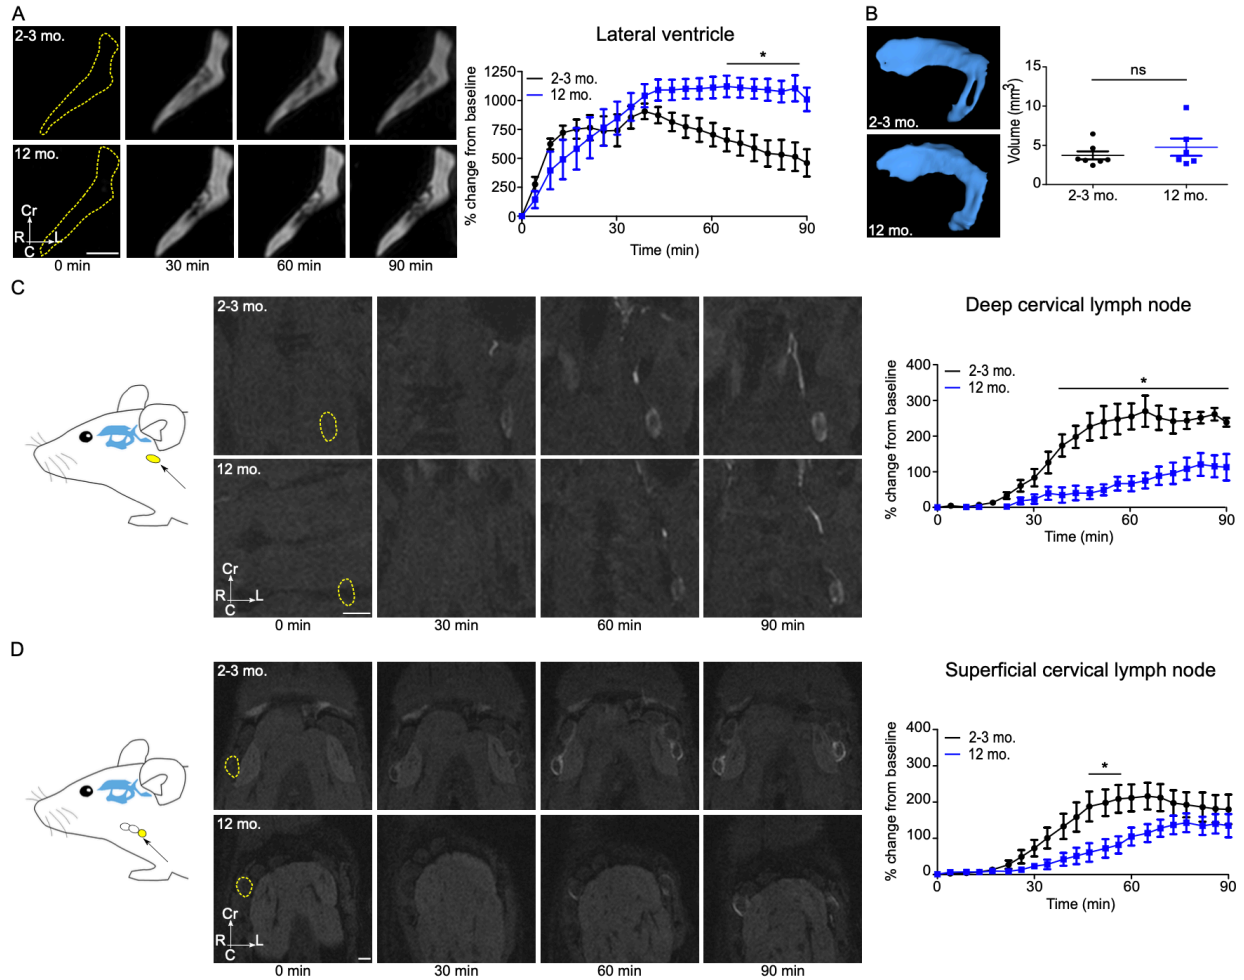 A
2-3 mo.
12 mo.
Cr
R
L
C
0 min
30 min
60 min
90 min
Lateral ventricle
% change from baseline
1250
1000
750
500
250
0
2-3 mo.
12 mo.
*
0
30
60
90
Time (min)
B
2-3 mo.
12 mo.
Volume (mm3)
15
10
5
0
ns
2-3 mo.
12 mo.
C
2-3 mo.
12 mo.
Cr
R
L
C
0 min
30 min
60 min
90 min
Deep cervical lymph node
% change from baseline
400
300
200
100
0
2-3 mo.
12 mo.
*
0
30
60
90
Time (min)
D
2-3 mo.
12 mo.
Cr
R
L
C
0 min
30 min
60 min
90 min
Superficial cervical lymph node
% change from baseline
400
300
200
100
0
2-3 mo.
12 mo.
*
0
30
60
90
Time (min)